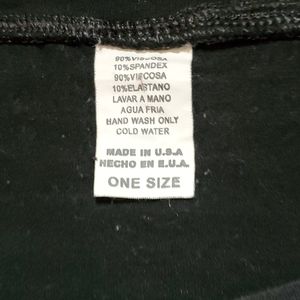 90%VISCOSA
10%SPANDEX
90%VISCOSA
10%ELASTANO
LAVAR A MANO
AGUA FRIA
HAND WASH ONLY
COLD WATER
MADE IN U.S.A
HECHO EN E.U.A.
ONE SIZE